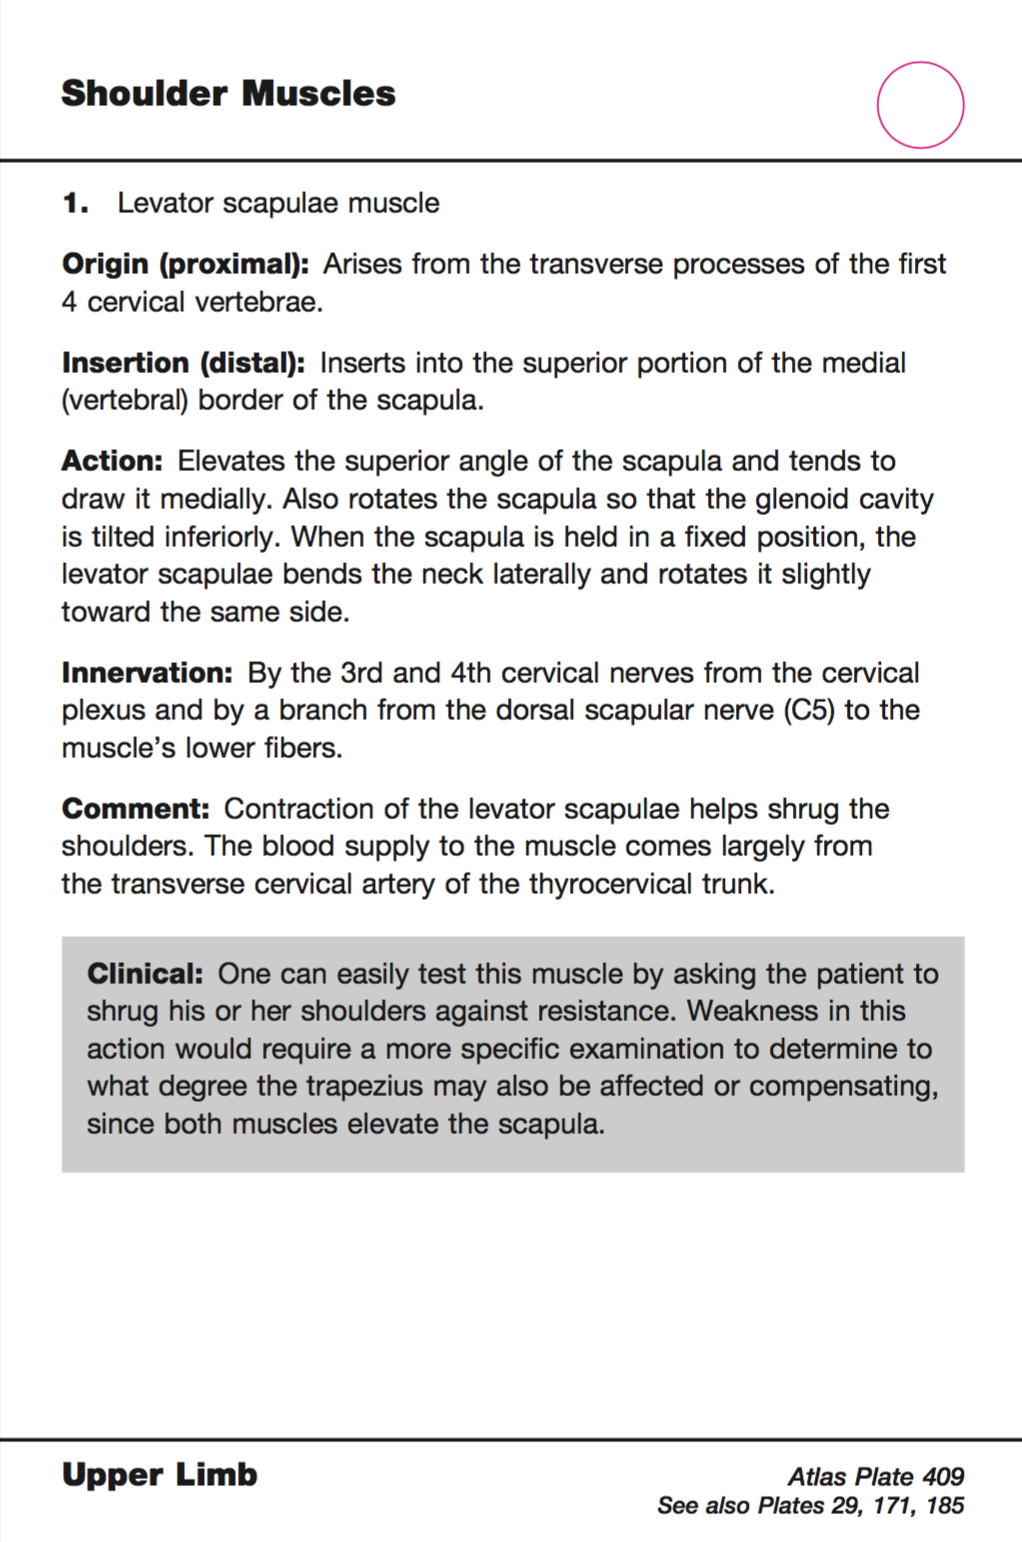 Shoulder Muscles
1. Levator scapulae muscle
Origin (proximal): Arises from the transverse processes of the first
4 cervical vertebrae.
Insertion (distal): Inserts into the superior portion of the medial
(vertebral) border of the scapula.
Action: Elevates the superior angle of the scapula and tends to
draw it medially. Also rotates the scapula so that the glenoid cavity
is tilted inferiorly. When the scapula is held in a fixed position, the
levator scapulae bends the neck laterally and rotates it slightly
toward the same side.
Innervation: By the 3rd and 4th cervical nerves from the cervical
plexus and by a branch from the dorsal scapular nerve (C5) to the
muscle’s lower fibers.
Comment: Contraction of the levator scapulae helps shrug the
shoulders. The blood supply to the muscle comes largely from
the transverse cervical artery of the thyrocervical trunk.
Clinical: One can easily test this muscle by asking the patient to
shrug his or her shoulders against resistance. Weakness in this
action would require a more specific examination to determine to
what degree the trapezius may also be affected or compensating,
since both muscles elevate the scapula.
Upper Limb
Atlas Plate 409
See also Plates 29, 171, 185